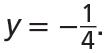 y = −1/4.